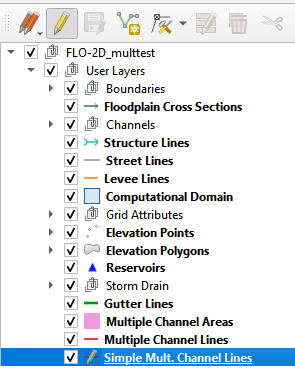 FLO-2D_multtest
User Layers
Boundaries
Floodplain Cross Sections
Channels
Structure Lines
Street Lines
Levee Lines
Computational Domain
Grid Attributes
Elevation Points
Elevation Polygons
Reservoirs
Storm Drain
Gutter Lines
Multiple Channel Areas
Multiple Channel Lines
Simple Mult. Channel Lines